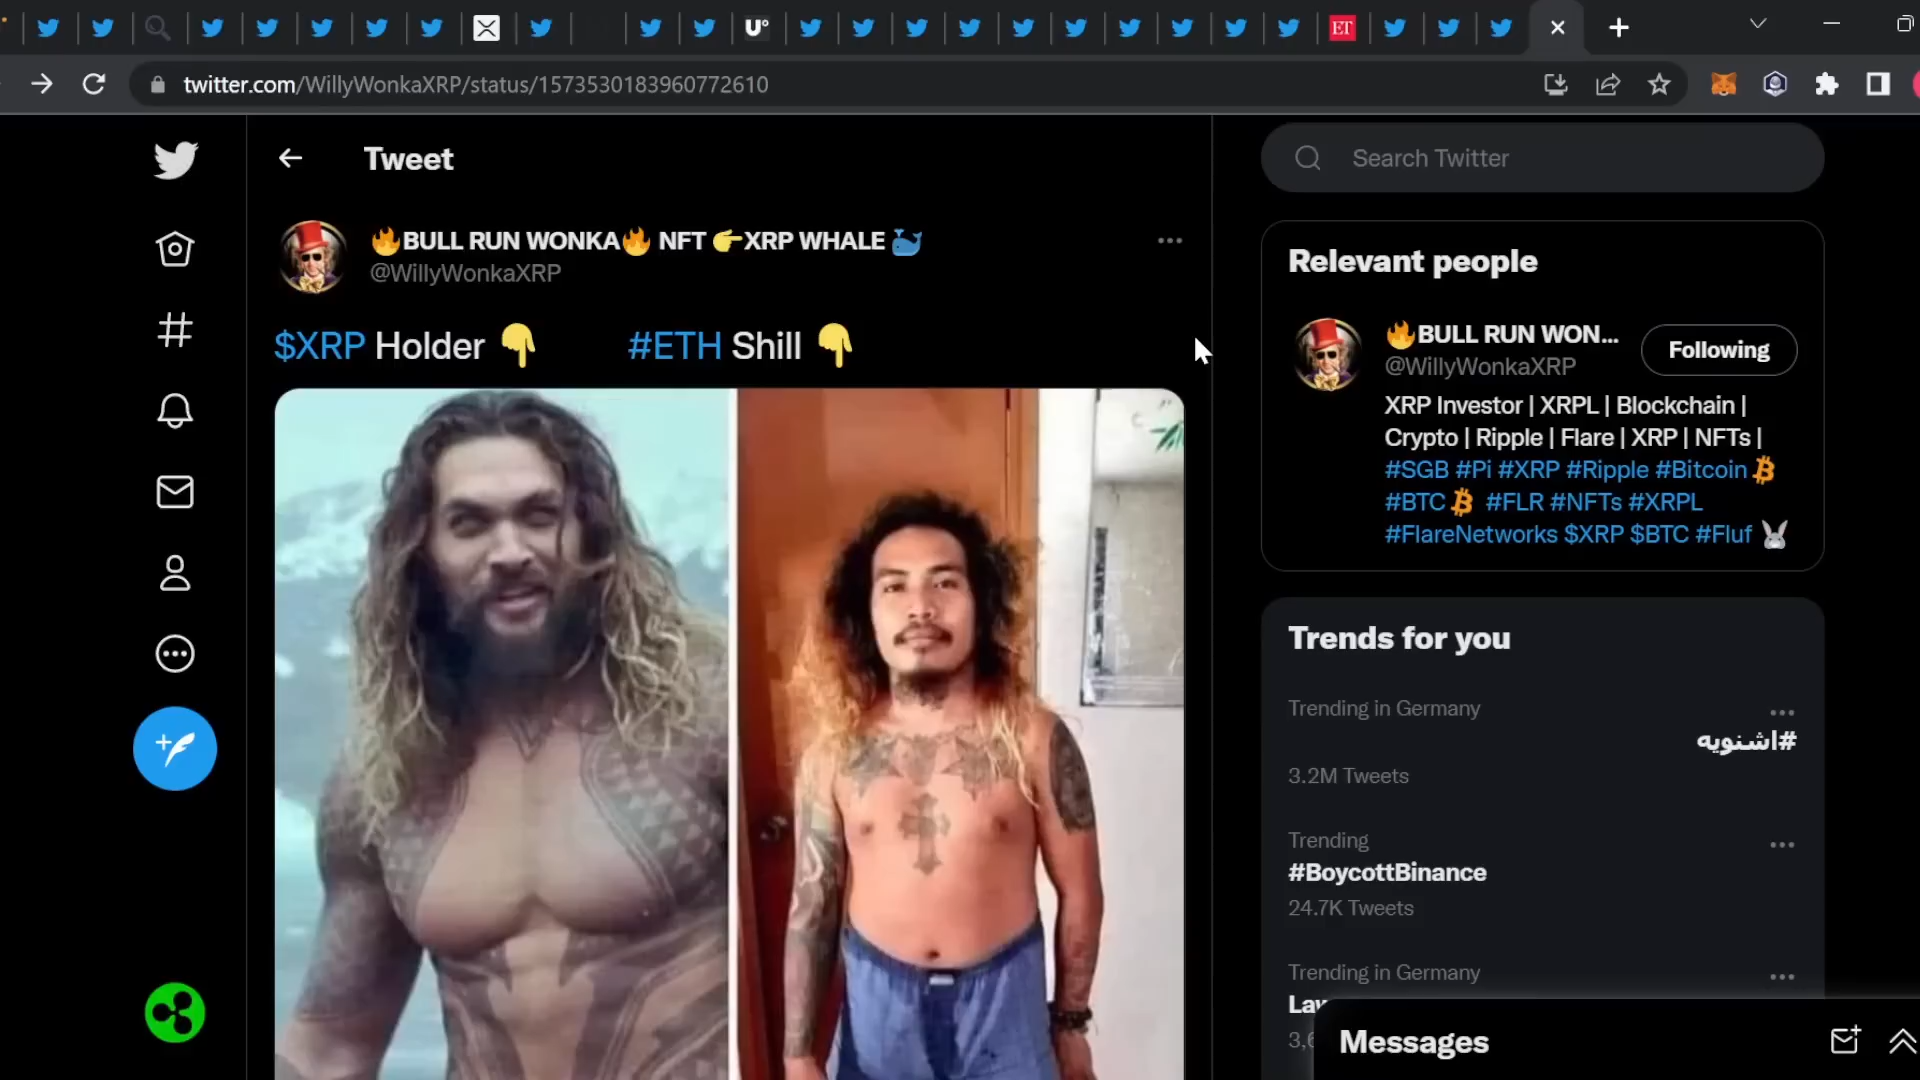 ET
twitter.com/WillyWonkaXRP/status/1573530183960772610
Tweet
Search Twitter
🔥BULL RUN WONKA🔥 NFT 👉XRP WHALE 🐳
@WillyWonkaXRP
$XRP Holder 👇 #ETH Shill 👇
Relevant people
🔥BULL RUN WON...
@WillyWonkaXRP
Following
XRP Investor | XRPL | Blockchain |
Crypto | Ripple | Flare | XRP | NFTs |
#SGB #Pi #XRP #Ripple #Bitcoin
#BTC #FLR #NFTs #XRPL
#FlareNetworks $XRP $BTC #Fluf 🐰
Trends for you
Trending in Germany
#اشنویه
3.2M Tweets
Trending
#BoycottBinance
24.7K Tweets
Trending in Germany
Messages